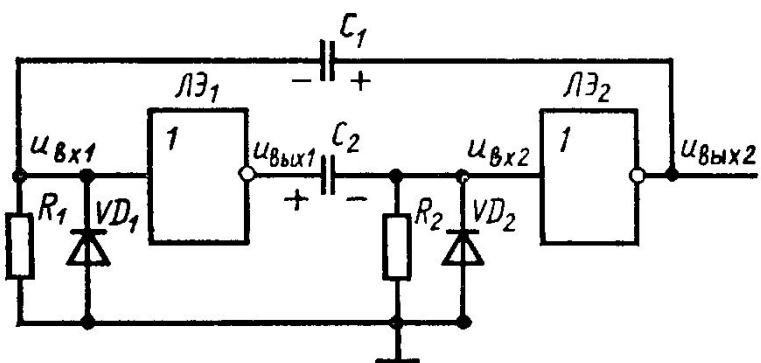 C₁
− +
ЛЭ₁
ЛЭ₂
1
1
uвх1
uвых1
C₂
uвх2
uвых2
+ −
R₁
VD₁
R₂
VD₂